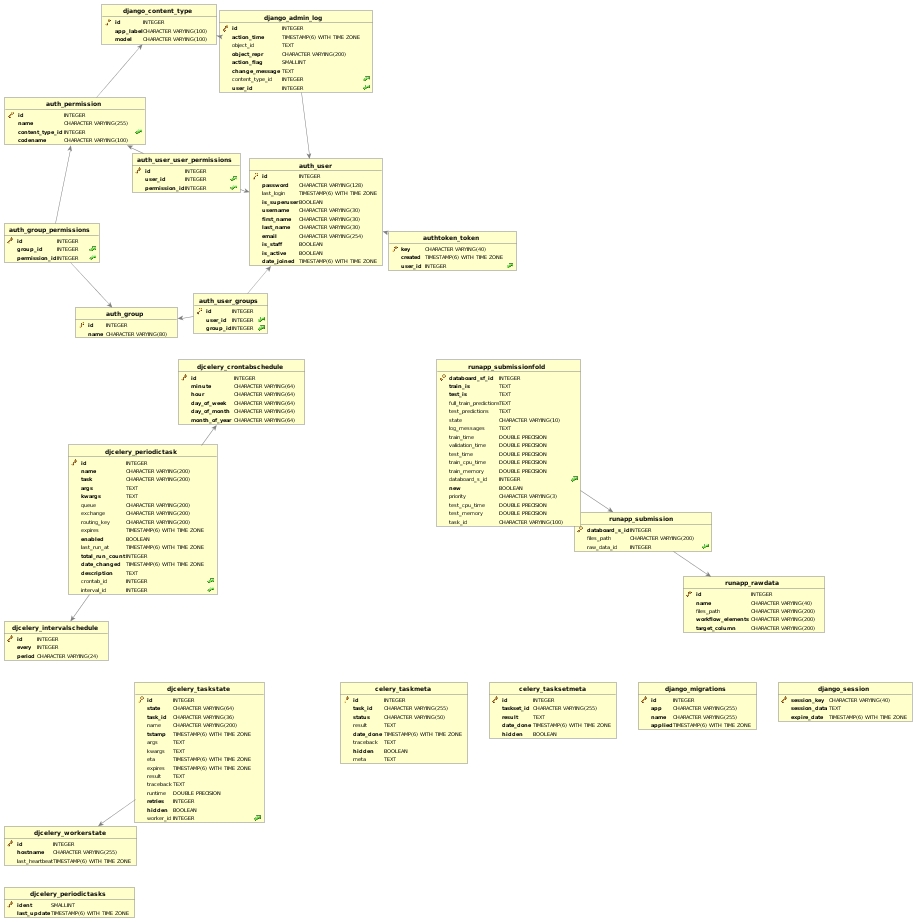 django_content_type
id INTEGER
app_label CHARACTER VARYING(100)
model CHARACTER VARYING(100)
django_admin_log
id INTEGER
action_time TIMESTAMP(6) WITH TIME ZONE
object_id TEXT
object_repr CHARACTER VARYING(200)
action_flag SMALLINT
change_message TEXT
content_type_id INTEGER
user_id INTEGER
auth_permission
id INTEGER
name CHARACTER VARYING(255)
content_type_id INTEGER
codename CHARACTER VARYING(100)
auth_user_user_permissions
id INTEGER
user_id INTEGER
permission_id INTEGER
auth_user
id INTEGER
password CHARACTER VARYING(128)
last_login TIMESTAMP(6) WITH TIME ZONE
is_superuser BOOLEAN
username CHARACTER VARYING(30)
first_name CHARACTER VARYING(30)
last_name CHARACTER VARYING(30)
email CHARACTER VARYING(254)
is_staff BOOLEAN
is_active BOOLEAN
date_joined TIMESTAMP(6) WITH TIME ZONE
auth_group_permissions
id INTEGER
group_id INTEGER
permission_id INTEGER
authtoken_token
key CHARACTER VARYING(40)
created TIMESTAMP(6) WITH TIME ZONE
user_id INTEGER
auth_group
id INTEGER
name CHARACTER VARYING(80)
auth_user_groups
id INTEGER
user_id INTEGER
group_id INTEGER
djcelery_crontabschedule
id INTEGER
minute CHARACTER VARYING(64)
hour CHARACTER VARYING(64)
day_of_week CHARACTER VARYING(64)
day_of_month CHARACTER VARYING(64)
month_of_year CHARACTER VARYING(64)
runapp_submissionfold
databoard_sf_id INTEGER
train_is TEXT
test_is TEXT
full_train_predictions TEXT
test_predictions TEXT
state CHARACTER VARYING(10)
log_messages TEXT
train_time DOUBLE PRECISION
validation_time DOUBLE PRECISION
test_time DOUBLE PRECISION
train_cpu_time DOUBLE PRECISION
train_memory DOUBLE PRECISION
databoard_s_id INTEGER
new BOOLEAN
priority CHARACTER VARYING(3)
test_cpu_time DOUBLE PRECISION
test_memory DOUBLE PRECISION
task_id CHARACTER VARYING(100)
djcelery_periodictask
id INTEGER
name CHARACTER VARYING(200)
task CHARACTER VARYING(200)
args TEXT
kwargs TEXT
queue CHARACTER VARYING(200)
exchange CHARACTER VARYING(200)
routing_key CHARACTER VARYING(200)
expires TIMESTAMP(6) WITH TIME ZONE
enabled BOOLEAN
last_run_at TIMESTAMP(6) WITH TIME ZONE
total_run_count INTEGER
date_changed TIMESTAMP(6) WITH TIME ZONE
description TEXT
crontab_id INTEGER
interval_id INTEGER
runapp_submission
databoard_s_id INTEGER
files_path CHARACTER VARYING(200)
raw_data_id INTEGER
runapp_rawdata
id INTEGER
name CHARACTER VARYING(40)
files_path CHARACTER VARYING(200)
workflow_elements CHARACTER VARYING(200)
target_column CHARACTER VARYING(200)
djcelery_intervalschedule
id INTEGER
every INTEGER
period CHARACTER VARYING(24)
djcelery_taskstate
id INTEGER
state CHARACTER VARYING(64)
task_id CHARACTER VARYING(36)
name CHARACTER VARYING(200)
tstamp TIMESTAMP(6) WITH TIME ZONE
args TEXT
kwargs TEXT
eta TIMESTAMP(6) WITH TIME ZONE
expires TIMESTAMP(6) WITH TIME ZONE
result TEXT
traceback TEXT
runtime DOUBLE PRECISION
retries INTEGER
hidden BOOLEAN
worker_id INTEGER
celery_taskmeta
id INTEGER
task_id CHARACTER VARYING(255)
status CHARACTER VARYING(50)
result TEXT
date_done TIMESTAMP(6) WITH TIME ZONE
traceback TEXT
hidden BOOLEAN
meta TEXT
celery_tasksetmeta
id INTEGER
taskset_id CHARACTER VARYING(255)
result TEXT
date_done TIMESTAMP(6) WITH TIME ZONE
hidden BOOLEAN
django_migrations
id INTEGER
app CHARACTER VARYING(255)
name CHARACTER VARYING(255)
applied TIMESTAMP(6) WITH TIME ZONE
django_session
session_key CHARACTER VARYING(40)
session_data TEXT
expire_date TIMESTAMP(6) WITH TIME ZONE
djcelery_workerstate
id INTEGER
hostname CHARACTER VARYING(255)
last_heartbeat TIMESTAMP(6) WITH TIME ZONE
djcelery_periodictasks
ident SMALLINT
last_update TIMESTAMP(6) WITH TIME ZONE